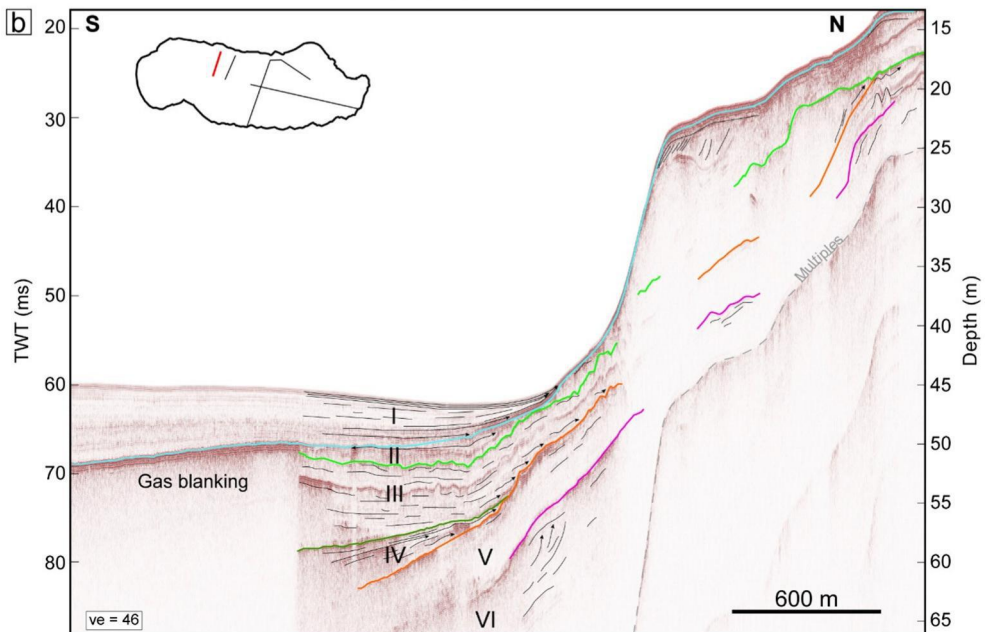 b
S
N
20
30
40
50
60
70
80
TWT (ms)
15
20
25
30
35
40
45
50
55
60
65
Depth (m)
Multiples
I
II
III
IV
V
VI
Gas blanking
600 m
ve = 46